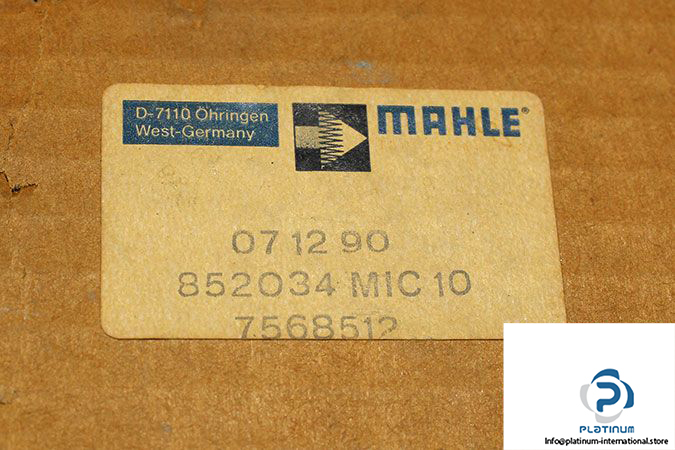 D-7110 Öhringen
West-Germany
MAHLE®
07 12 90
852034 MIC 10
7568512
PLATINUM
Info@platinum-international.store